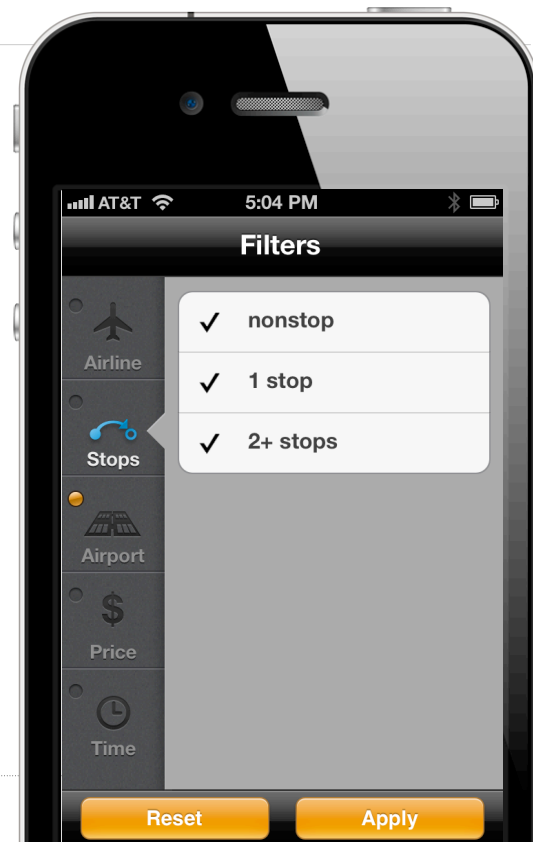 AT&T 5:04 PM
Filters
Airline
Stops
Airport
$
Price
Time
nonstop
1 stop
2+ stops
Reset Apply